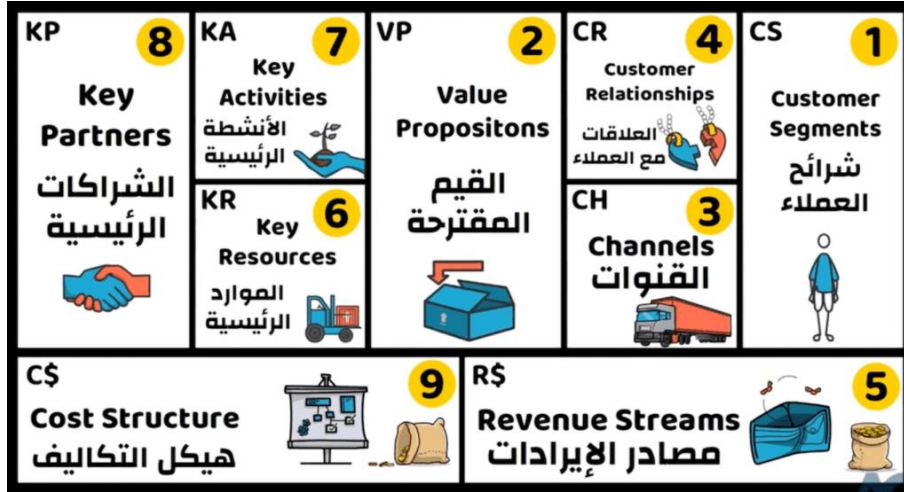 KP
8
Key
Partners
الشراكات
الرئيسية
KA
7
Key
Activities
الأنشطة
الرئيسية
KR
6
Key
Resources
الموارد
الرئيسية
VP
2
Value
Propositons
القيم
المقترحة
CR
4
Customer
Relationships
العلاقات
مع العملاء
CH
3
Channels
القنوات
CS
1
Customer
Segments
شرائح
العملاء
C$
9
Cost Structure
هيكل التكاليف
R$
5
Revenue Streams
مصادر الإيرادات